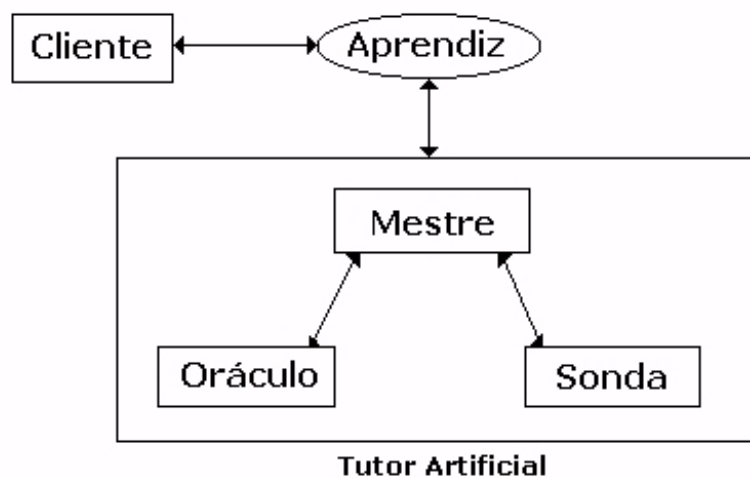 Cliente
Aprendiz
Mestre
Oráculo
Sonda
Tutor Artificial